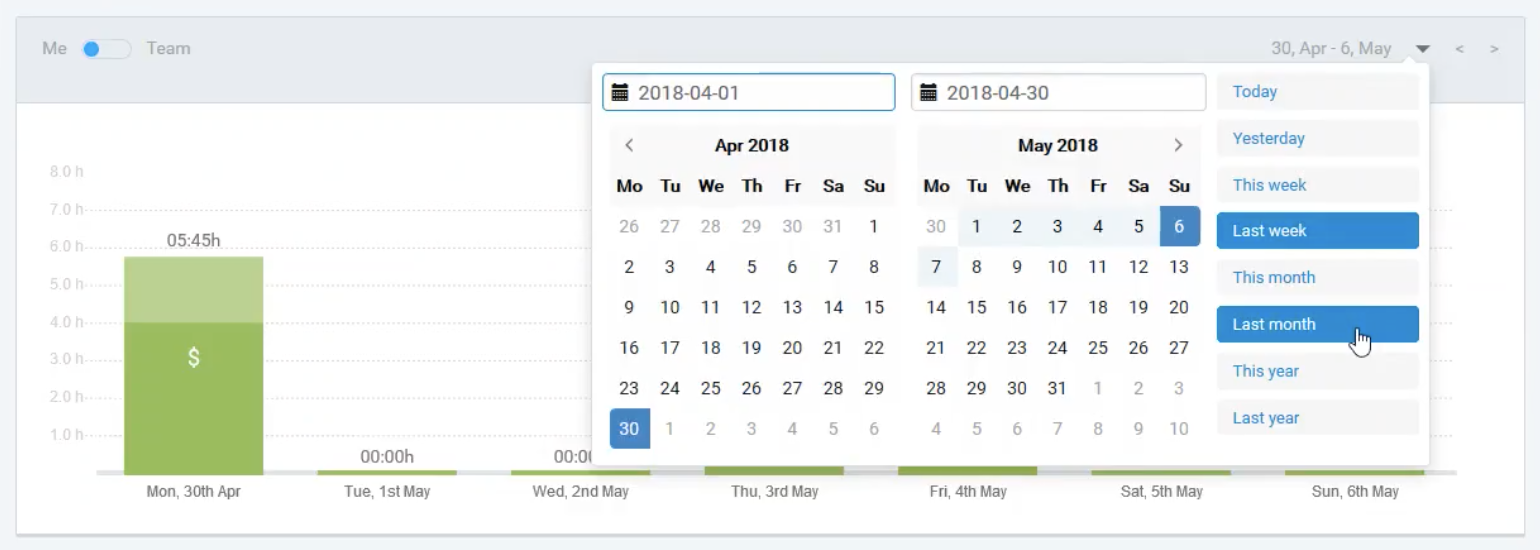 Me Team 30, Apr - 6, May < >
2018-04-01 2018-04-30
Today
Yesterday
This week
Last week
This month
Last month
This year
Last year
< Apr 2018
Mo Tu We Th Fr Sa Su
26 27 28 29 30 31 1
2 3 4 5 6 7 8
9 10 11 12 13 14 15
16 17 18 19 20 21 22
23 24 25 26 27 28 29
30 1 2 3 4 5 6
May 2018 >
Mo Tu We Th Fr Sa Su
30 1 2 3 4 5 6
7 8 9 10 11 12 13
14 15 16 17 18 19 20
21 22 23 24 25 26 27
28 29 30 31 1 2 3
4 5 6 7 8 9 10
8.0 h
7.0 h
6.0 h
5.0 h
4.0 h
3.0 h
2.0 h
1.0 h
05:45h
$
00:00h
00:0
Mon, 30th Apr Tue, 1st May Wed, 2nd May Thu, 3rd May Fri, 4th May Sat, 5th May Sun, 6th May